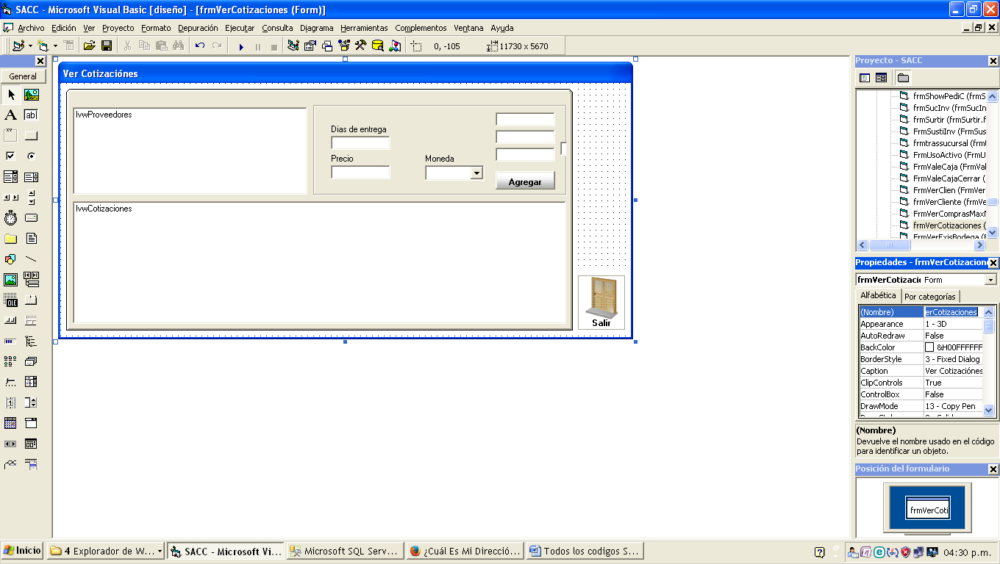 SACC - Microsoft Visual Basic [diseño] - [frmVerCotizaciones (Form)]
Archivo Edición Ver Proyecto Formato Depuración Ejecutar Consulta Diagrama Herramientas Complementos Ventana Ayuda
0, -105 11730 x 5670
General
Ver Cotizaciónes
lvwProveedores
Dias de entrega
Precio
Moneda
Agregar
lvwCotizaciones
Salir
Proyecto - SACC
frmShowPediC (frmS
frmSucInv (frmSucIn
frmSurtir (frmSurtir.f
FrmSustiInv (FrmSus
frmtrassucursal (frmt
FrmUsoActivo (FrmU
FrmValeCaja (FrmVal
FrmValeCajaCerrar (
FrmVerClien (FrmVer
frmVerCliente (frmVe
FrmVerComprasMaxM
frmVerCotizaciones (
FrmVerExisBodega (F
Propiedades - frmVerCotizacione
frmVerCotizaci Form
Alfabética Por categorías
(Nombre) erCotizaciones
Appearance 1 - 3D
AutoRedraw False
BackColor &H00FFFFFF
BorderStyle 3 - Fixed Dialog
Caption Ver Cotizaciónes
ClipControls True
ControlBox False
DrawMode 13 - Copy Pen
(Nombre)
Devuelve el nombre usado en el código
para identificar un objeto.
Posición del formulario
frmVerCoti
Inicio 4 Explorador de W... SACC - Microsoft Vi... Microsoft SQL Serv... ¿Cuál Es Mi Direcció... Todos los codigos S... 04:30 p.m.